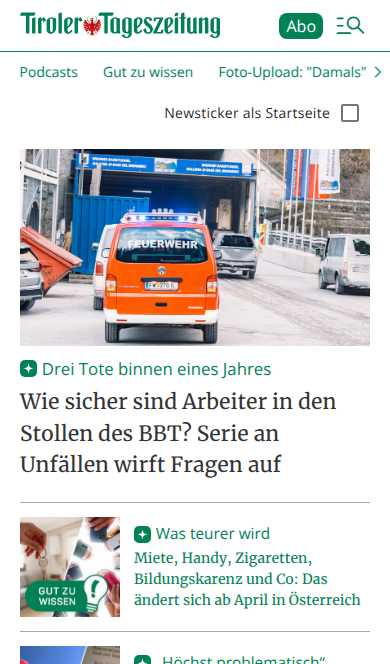 Tiroler Tageszeitung
Abo
Podcasts Gut zu wissen Foto-Upload: "Damals"
Newsticker als Startseite
FEUERWEHR
Drei Tote binnen eines Jahres
Wie sicher sind Arbeiter in den
Stollen des BBT? Serie an
Unfällen wirft Fragen auf
GUT ZU
WISSEN
Was teurer wird
Miete, Handy, Zigaretten,
Bildungskarenz und Co: Das
ändert sich ab April in Österreich
„Höchst problematisch“